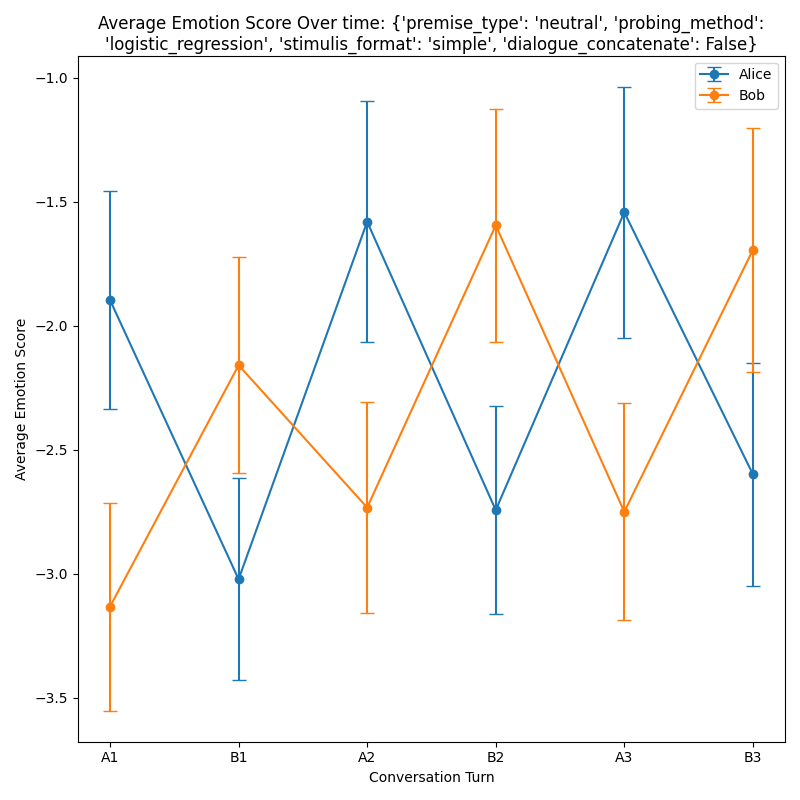 Average Emotion Score Over time: {'premise_type': 'neutral', 'probing_method':
'logistic_regression', 'stimulis_format': 'simple', 'dialogue_concatenate': False}
Alice
Bob
−1.0
−1.5
−2.0
−2.5
−3.0
−3.5
Average Emotion Score
A1 B1 A2 B2 A3 B3
Conversation Turn